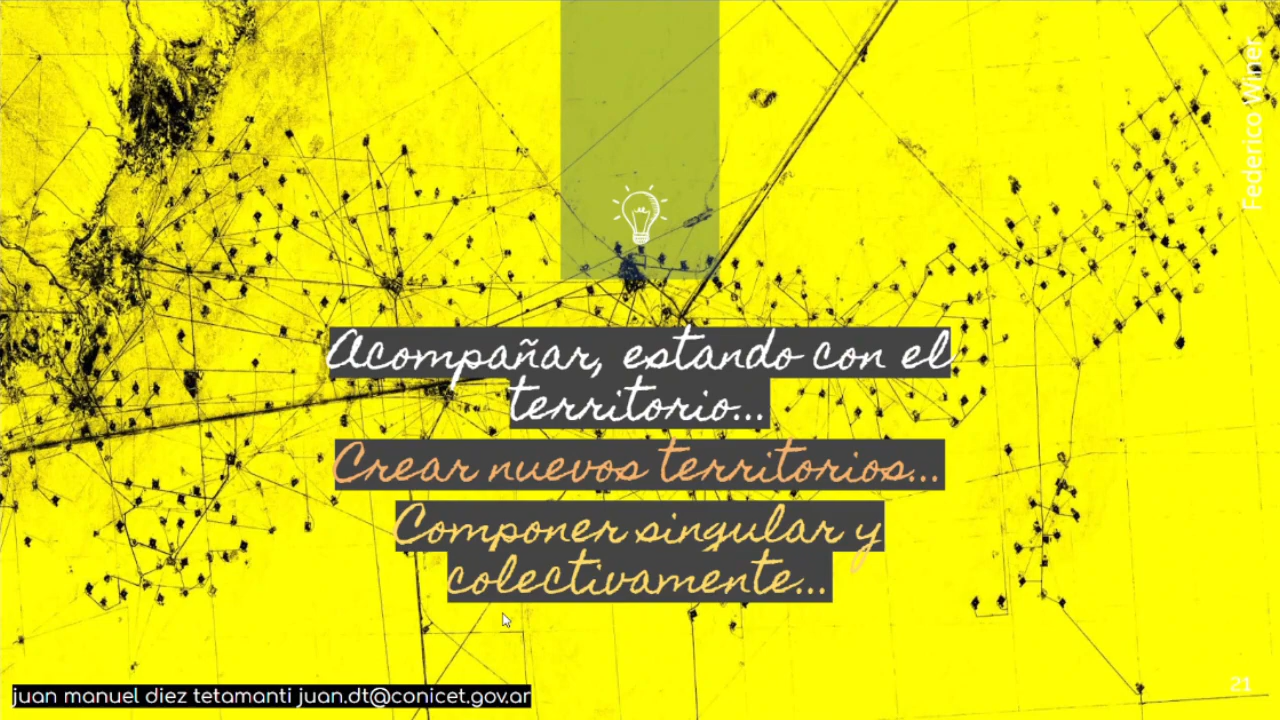 Federico Winer
Acompañar, estando con el
territorio...
Crear nuevos territorios...
Componer singular y
colectivamente...
juan manuel diez tetamanti juan.dt@conicet.gov.ar
21